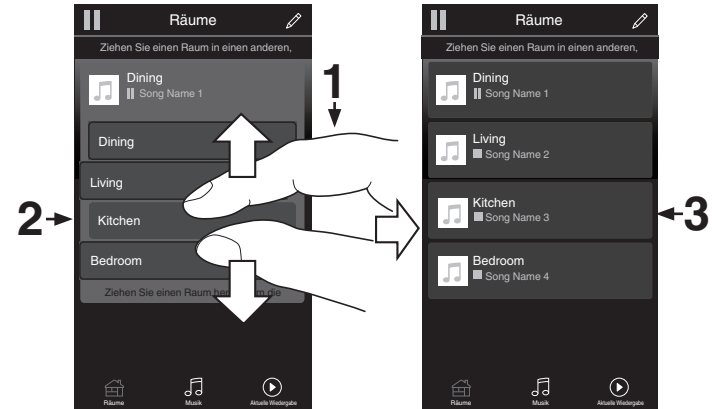 Räume
Ziehen Sie einen Raum in einen anderen,
Dining
Song Name 1
Dining
Living
Kitchen
Bedroom
Ziehen Sie einen Raum her die
Räume
Musik
Aktuelle Wiedergabe
1
2
Räume
Ziehen Sie einen Raum in einen anderen,
Dining
Song Name 1
Living
Song Name 2
Kitchen
Song Name 3
Bedroom
Song Name 4
Räume
Musik
Aktuelle Wiedergabe
3